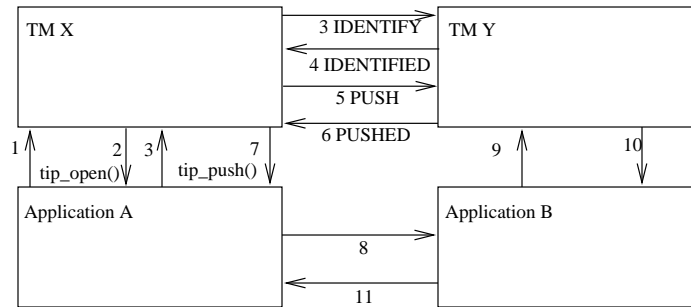 TM X
3 IDENTIFY
TM Y
4 IDENTIFIED
5 PUSH
6 PUSHED
1
2
3
7
9
10
tip_open()
tip_push()
Application A
Application B
8
11